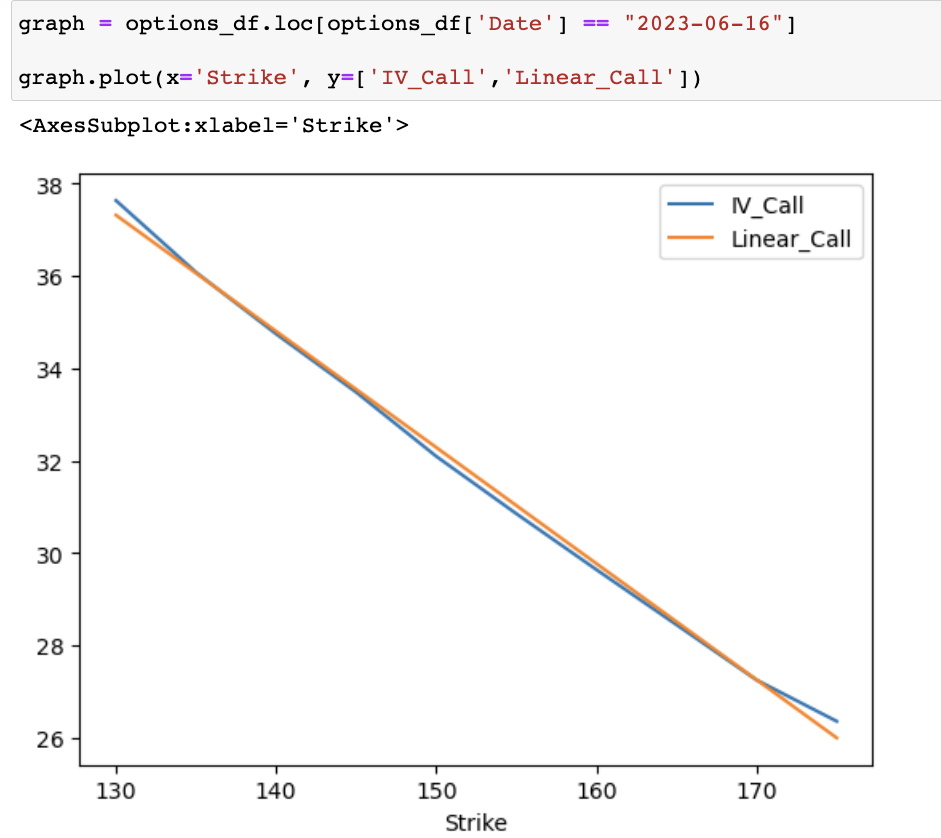 graph = options_df.loc[options_df['Date'] == "2023-06-16"]
graph.plot(x='Strike', y=['IV_Call','Linear_Call'])
<AxesSubplot:xlabel='Strike'>
38
IV_Call
Linear_Call
36
34
32
30
28
26
130 140 150 160 170
Strike